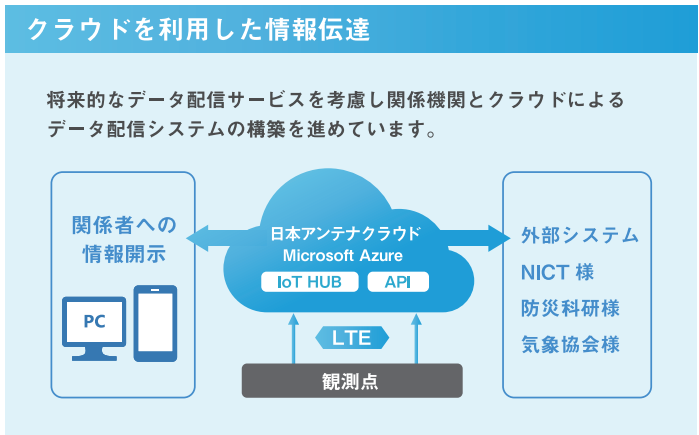 クラウドを利用した情報伝達
将来的なデータ配信サービスを考慮し関係機関とクラウドによる
データ配信システムの構築を進めています。
関係者への
情報開示
PC
日本アンテナクラウド
Microsoft Azure
IoT HUB
API
LTE
観測点
外部システム
NICT 様
防災科研様
気象協会様